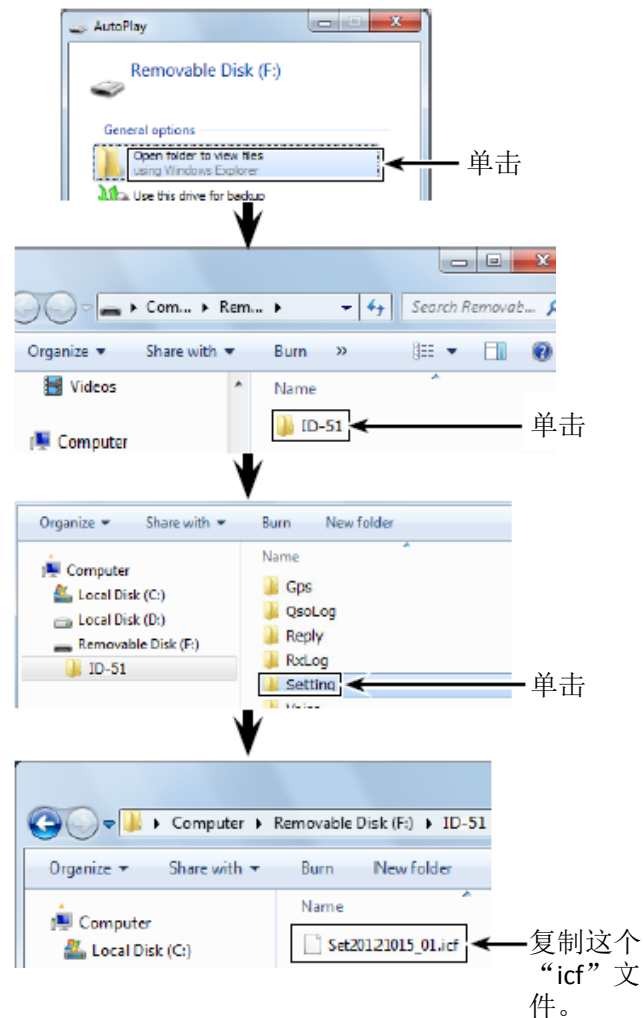 AutoPlay
Removable Disk (F:)
General options
Open folder to view files
using Windows Explorer
单击
Use this drive for backup
Com... Rem...
Search Removab...
Organize Share with Burn »
Videos
Name
ID-51
单击
Computer
Organize Share with Burn New folder
Name
Computer
Gps
Local Disk (C:)
QsoLog
Local Disk (D:)
Reply
Removable Disk (F:)
RxLog
ID-51
Setting
单击
Voice
Computer Removable Disk (F:) ID-51
Organize Share with Burn New folder
Name
Computer
Set20121015_01.icf
Local Disk (C:)
复制这个
“icf”文
件。